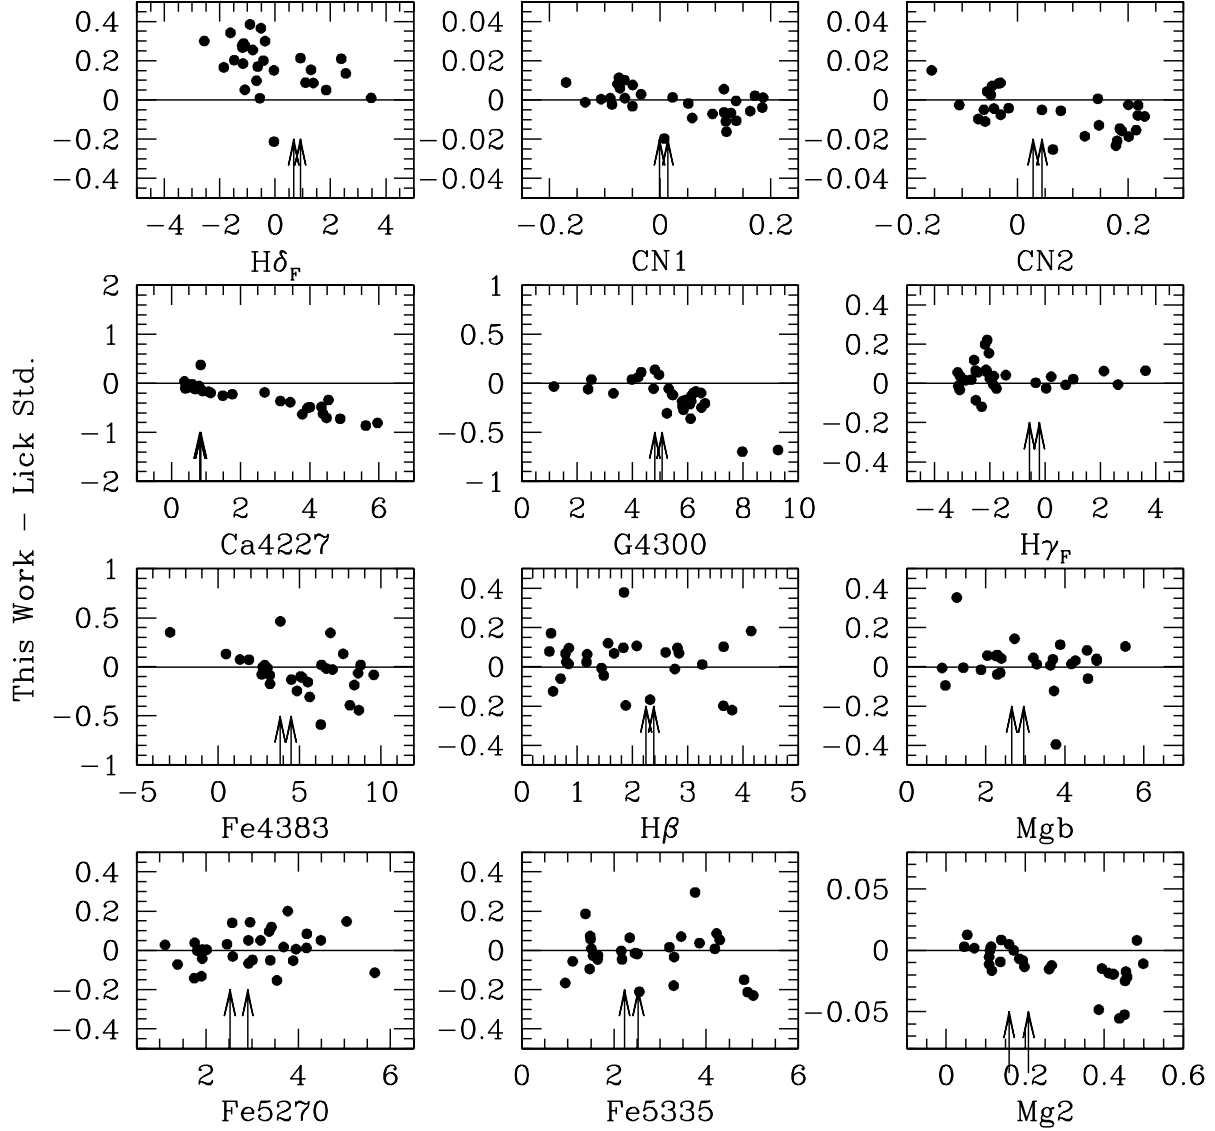 This Work − Lick Std.
0.4
0.2
0
−0.2
−0.4
−4 −2 0 2 4
Hδ_F
0.04
0.02
0
−0.02
−0.04
−0.2 0 0.2
CN1
0.04
0.02
0
−0.02
−0.04
−0.2 0 0.2
CN2
2
1
0
−1
−2
0 2 4 6
Ca4227
1
0.5
0
−0.5
−1
0 2 4 6 8 10
G4300
0.4
0.2
0
−0.2
−0.4
−4 −2 0 2 4
Hγ_F
1
0.5
0
−0.5
−1
−5 0 5 10
Fe4383
0.4
0.2
0
−0.2
−0.4
0 1 2 3 4 5
Hβ
0.4
0.2
0
−0.2
−0.4
0 2 4 6
Mgb
0.4
0.2
0
−0.2
−0.4
2 4 6
Fe5270
0.4
0.2
0
−0.2
−0.4
0 2 4 6
Fe5335
0.05
0
−0.05
0 0.2 0.4 0.6
Mg2